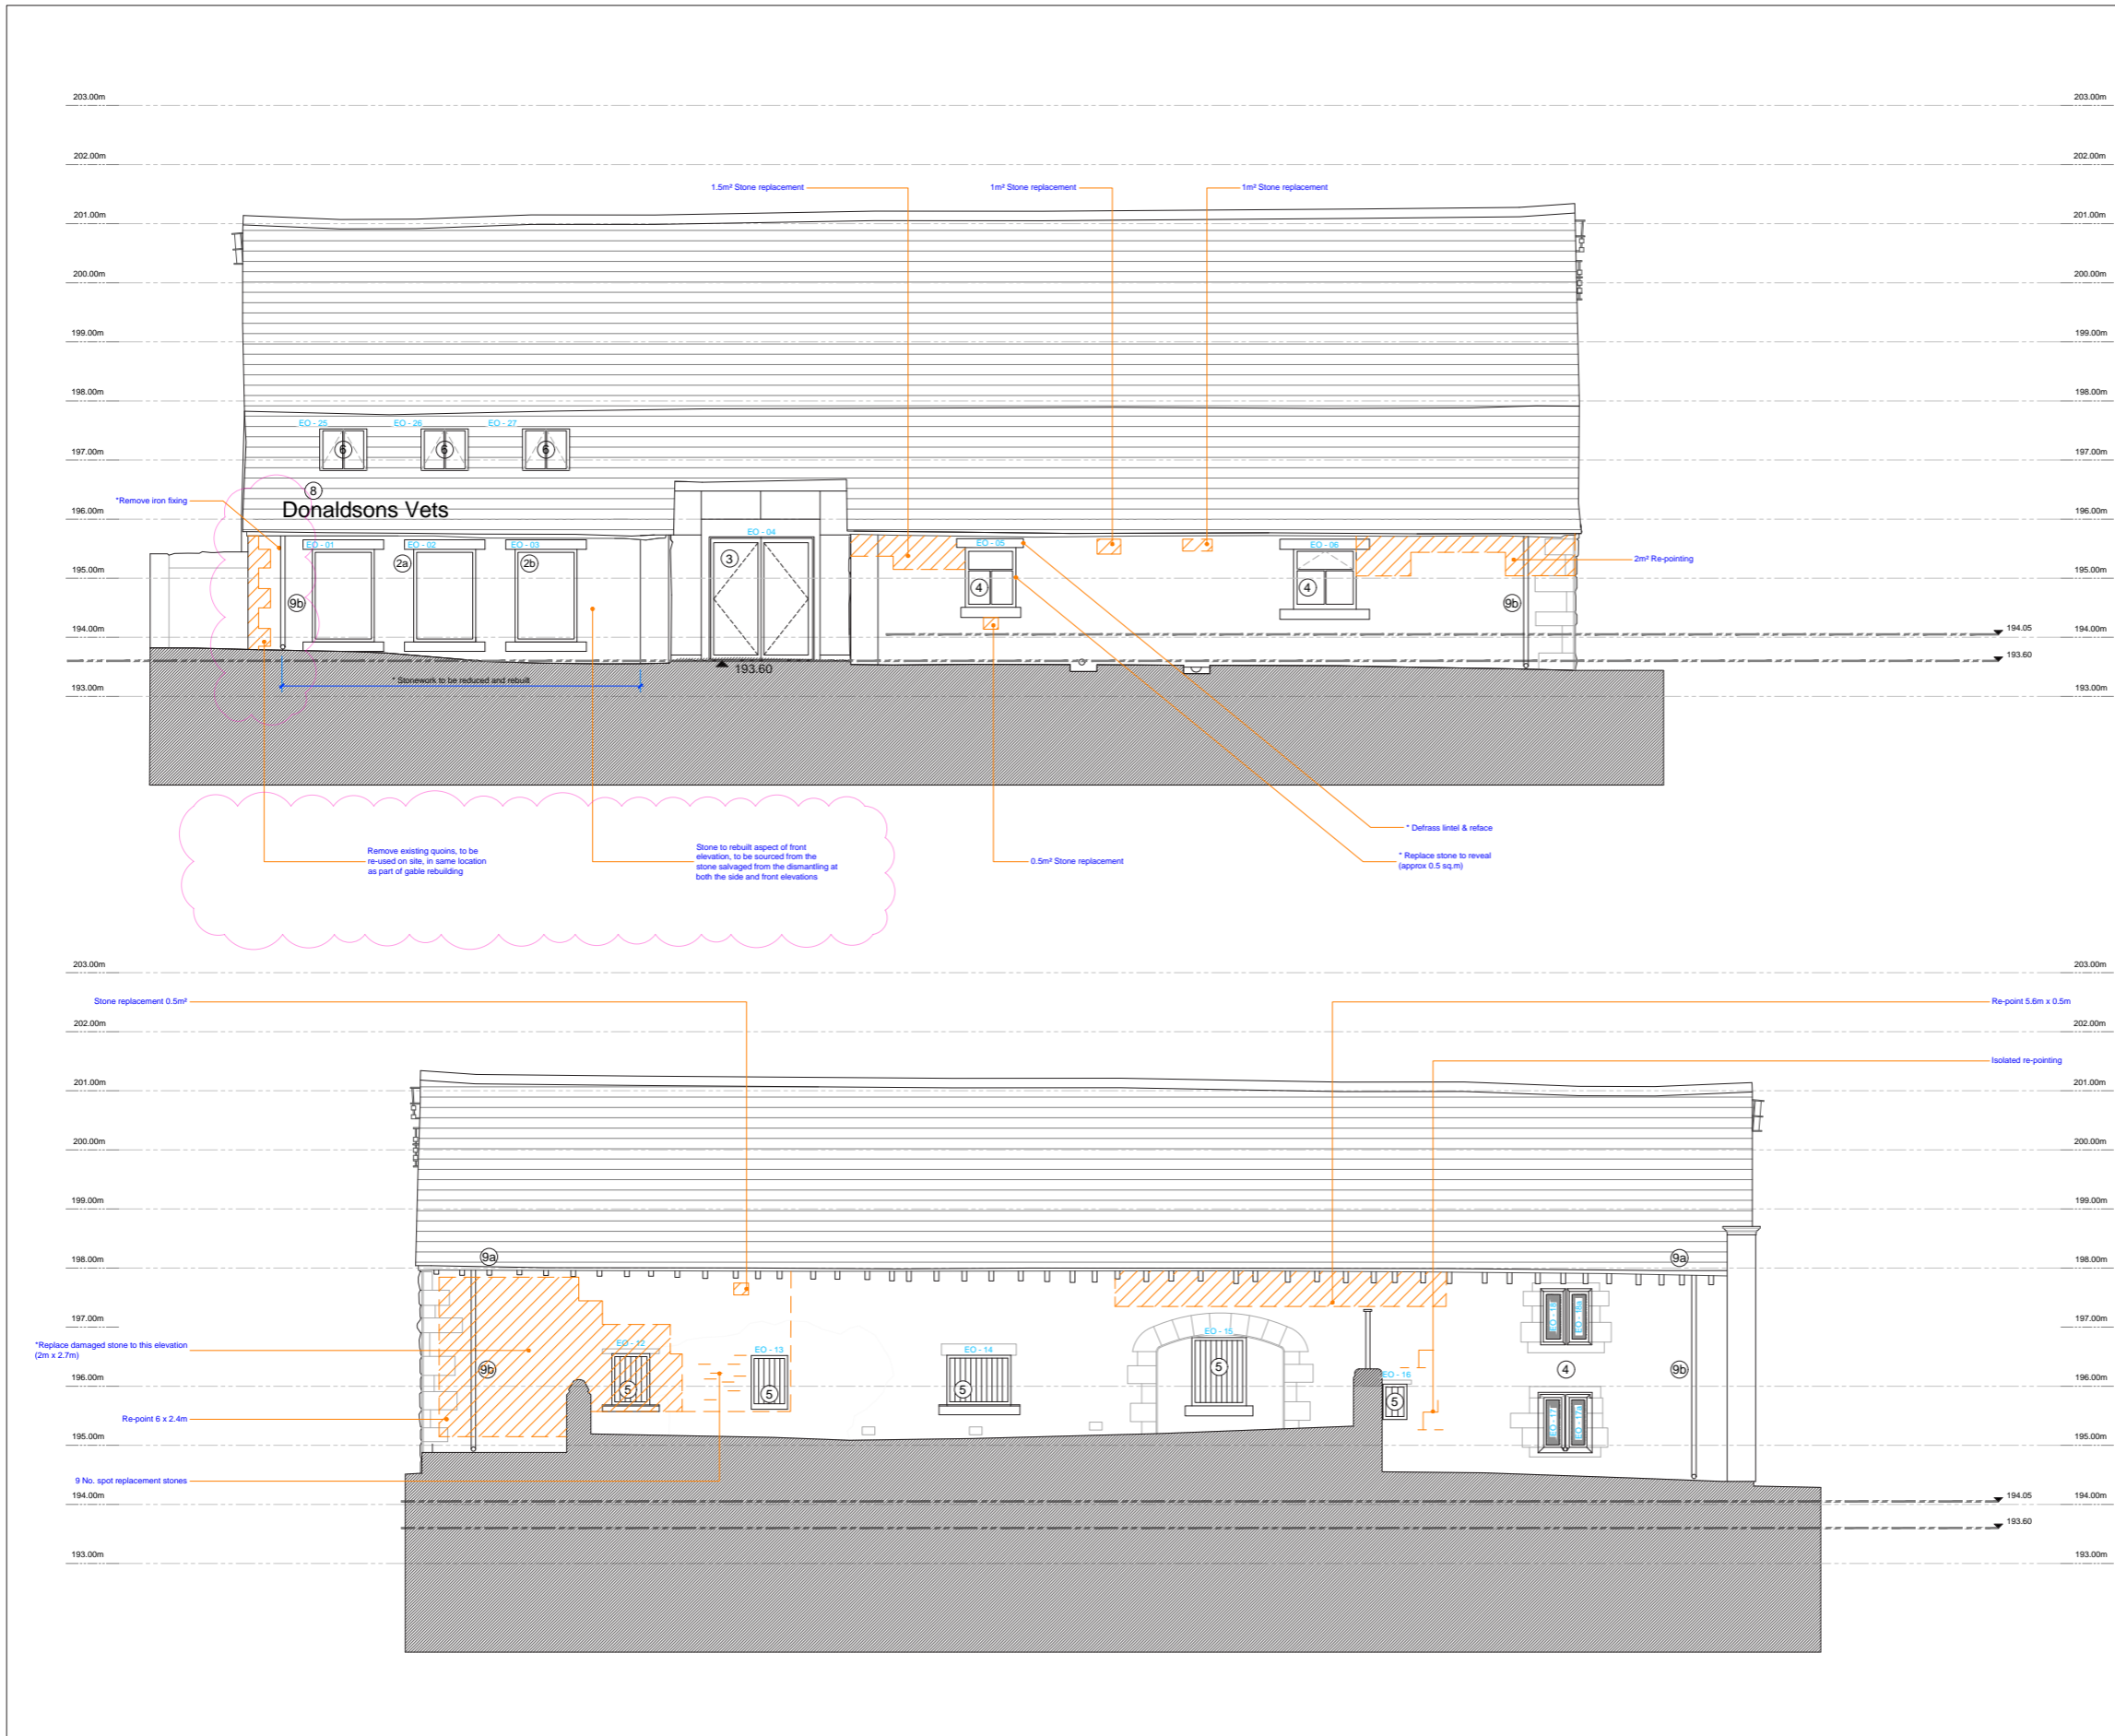 203.00m 203.00m
202.00m 202.00m
1.5m² Stone replacement 1m² Stone replacement 1m² Stone replacement
201.00m 201.00m
200.00m 200.00m
199.00m 199.00m
198.00m 198.00m
EO - 25 EO - 26 EO - 27
6 6 6
197.00m 197.00m
8
*Remove iron fixing
Donaldsons Vets
196.00m 196.00m
EO - 04
EO - 01 EO - 02 EO - 03 EO - 05 EO - 06
2a 2b 3
2m² Re-pointing
195.00m 195.00m
4 4
9b 9b
194.00m 194.05 194.00m
193.60
193.60
* Stonework to be reduced and rebuilt
193.00m 193.00m
* Defrass lintel & reface
Remove existing quoins, to be
re-used on site, in same location
as part of gable rebuilding
Stone to rebuilt aspect of front
elevation, to be sourced from the
stone salvaged from the dismantling at
both the side and front elevations
0.5m² Stone replacement
* Replace stone to reveal
(approx 0.5 sq.m)
203.00m 203.00m
Stone replacement 0.5m² Re-point 5.6m x 0.5m
202.00m 202.00m
Isolated re-pointing
201.00m 201.00m
200.00m 200.00m
199.00m 199.00m
198.00m 9a 9a 198.00m
EO - 18 EO - 18a
197.00m 197.00m
*Replace damaged stone to this elevation
(2m x 2.7m)
EO - 12 EO - 13 EO - 14 EO - 15 EO - 16
9b 5 5 5 5 5 4 9b
196.00m 196.00m
Re-point 6 x 2.4m
EO - 17 EO - 17a
195.00m 195.00m
9 No. spot replacement stones
194.00m 194.05 194.00m
193.60
193.00m 193.00m